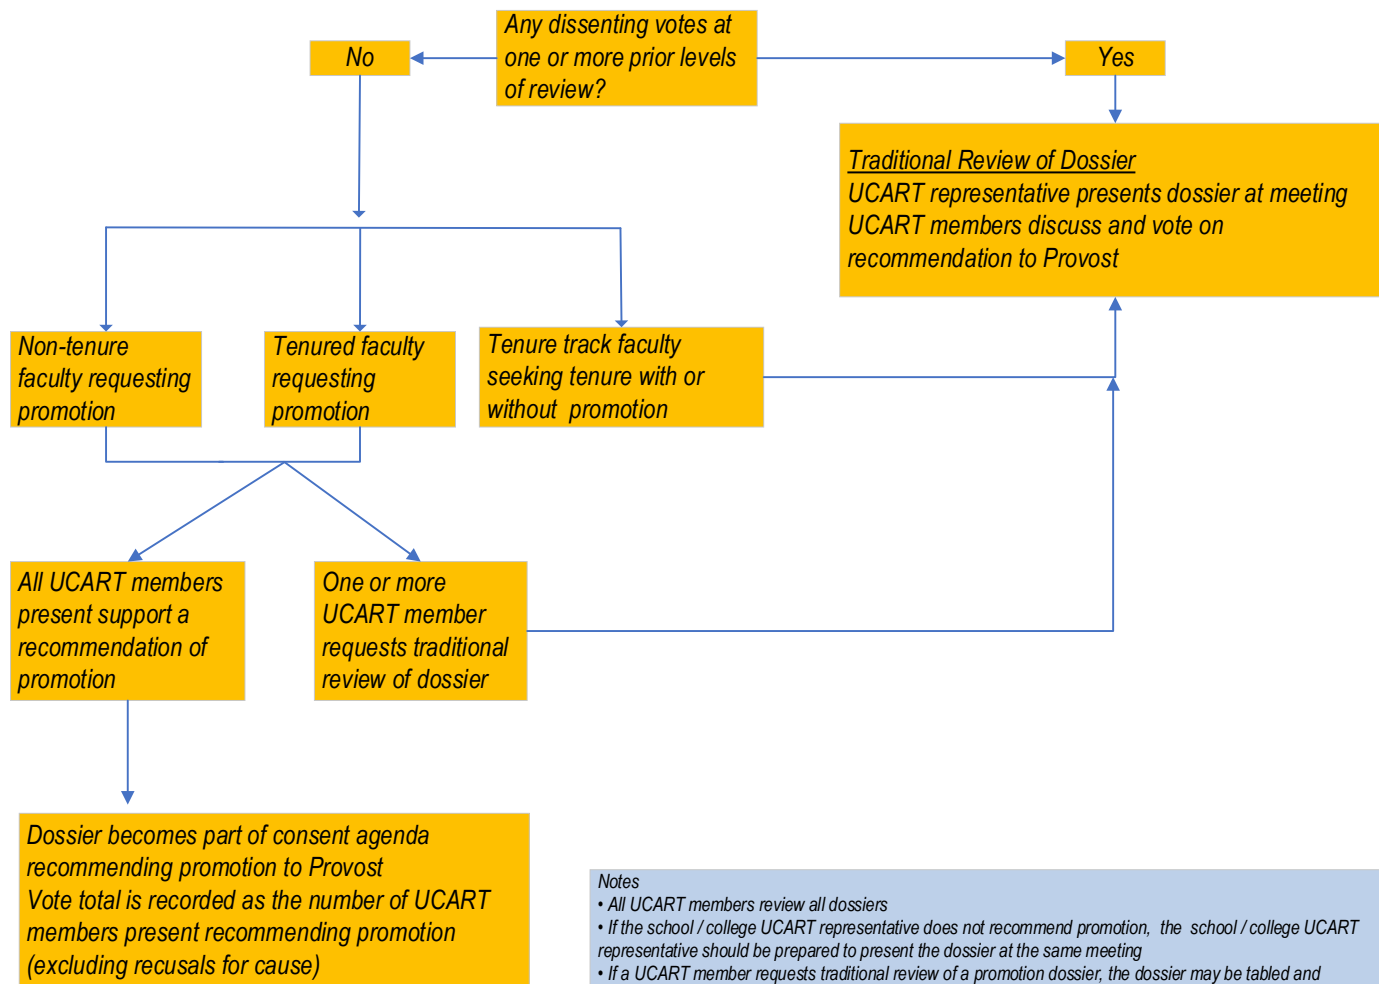 Any dissenting votes at
one or more prior levels
of review?
No
Yes
Traditional Review of Dossier
UCART representative presents dossier at meeting
UCART members discuss and vote on
recommendation to Provost
Non-tenure
faculty requesting
promotion
Tenured faculty
requesting
promotion
Tenure track faculty
seeking tenure with or
without promotion
All UCART members
present support a
recommendation of
promotion
One or more
UCART member
requests traditional
review of dossier
Dossier becomes part of consent agenda
recommending promotion to Provost
Vote total is recorded as the number of UCART
members present recommending promotion
(excluding recusals for cause)
Notes
• All UCART members review all dossiers
• If the school / college UCART representative does not recommend promotion, the school / college UCART
representative should be prepared to present the dossier at the same meeting
• If a UCART member requests traditional review of a promotion dossier, the dossier may be tabled and